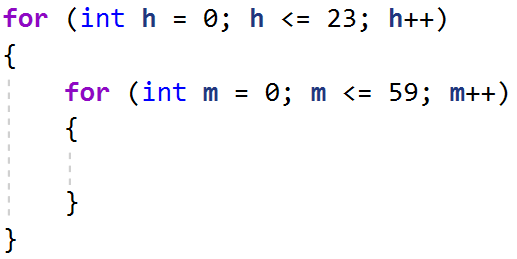 for (int h = 0; h <= 23; h++)
{
    for (int m = 0; m <= 59; m++)
    {
    }
}